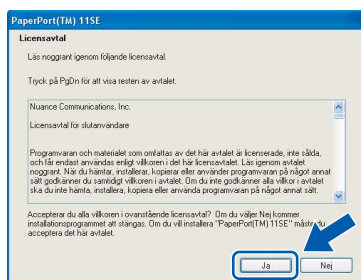 PaperPort(TM) 11SE
Licensavtal
Läs noggrant igenom följande licensavtal.
Tryck på PgDn för att visa resten av avtalet.
Nuance Communications, Inc.
Licensavtal för slutanvändare
Programvaran och materialet som omfattas av det här avtalet är licenserade, inte sålda,
och får endast användas enligt villkoren i det här licensavtalet. Läs igenom avtalet
noggrant. När du hämtar, installerar, kopierar eller använder programvaran på något annat
sätt godkänner du samtidigt villkoren i avtalet. Om du inte godkänner alla villkor i avtalet
ska du inte hämta, installera, kopiera eller använda programvaran på något annat sätt.
Accepterar du alla villkoren i ovanstående licensavtal? Om du väljer Nej kommer
installationsprogrammet att stängas. Om du vill installera "PaperPort(TM) 11SE" måste du
acceptera det här avtalet.
Ja
Nej